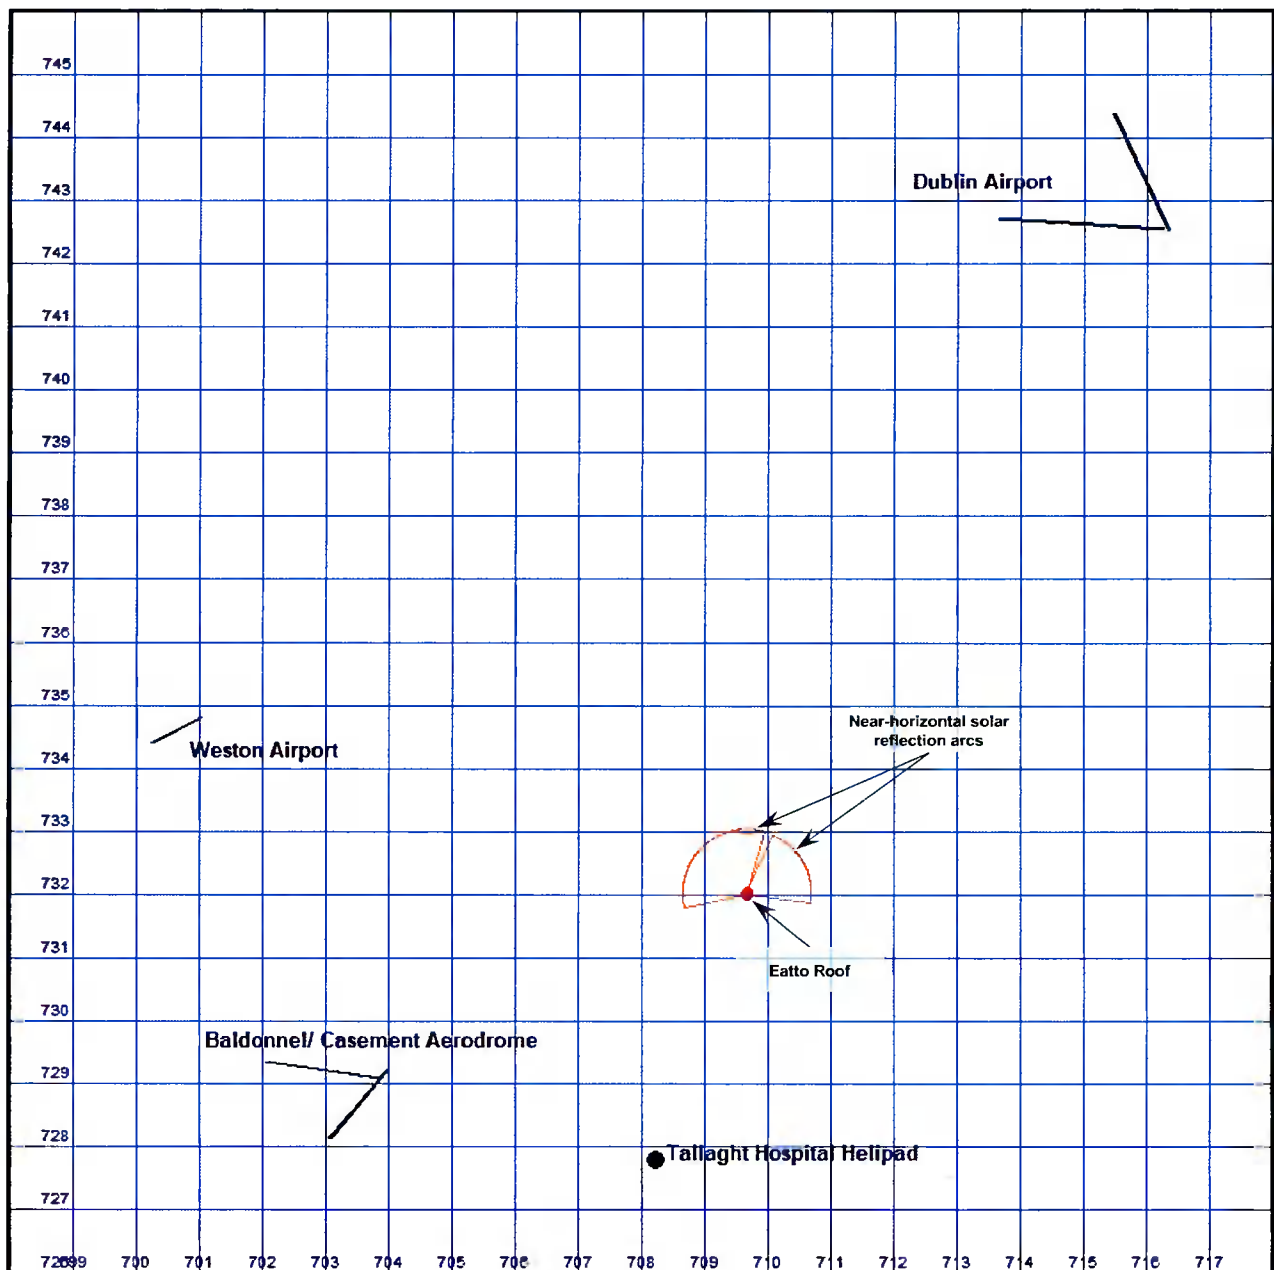 745
744
Dublin Airport
743
742
741
740
739
738
737
736
735
Near-horizontal solar
reflection arcs
Weston Airport
734
733
732
731
Eatto Roof
730
Baldonnel/ Casement Aerodrome
729
728
Tallaght Hospital Helipad
727
700 701 702 703 704 705 706 707 708 709 710 711 712 713 714 715 716 717